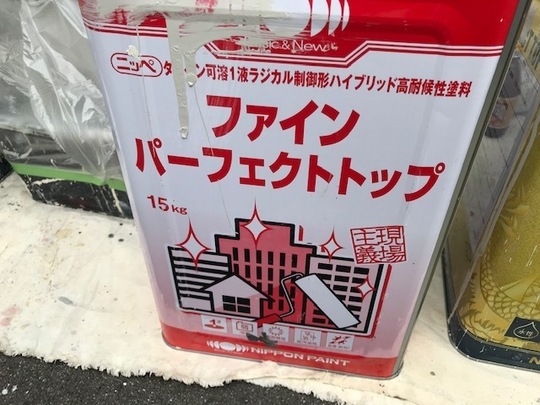 & New
ニッペ
ン可溶1液ラジカル制御形ハイブリッド高耐候性塗料
ファイン
パーフェクトトップ
15kg
現場
主義
NIPPON PAINT